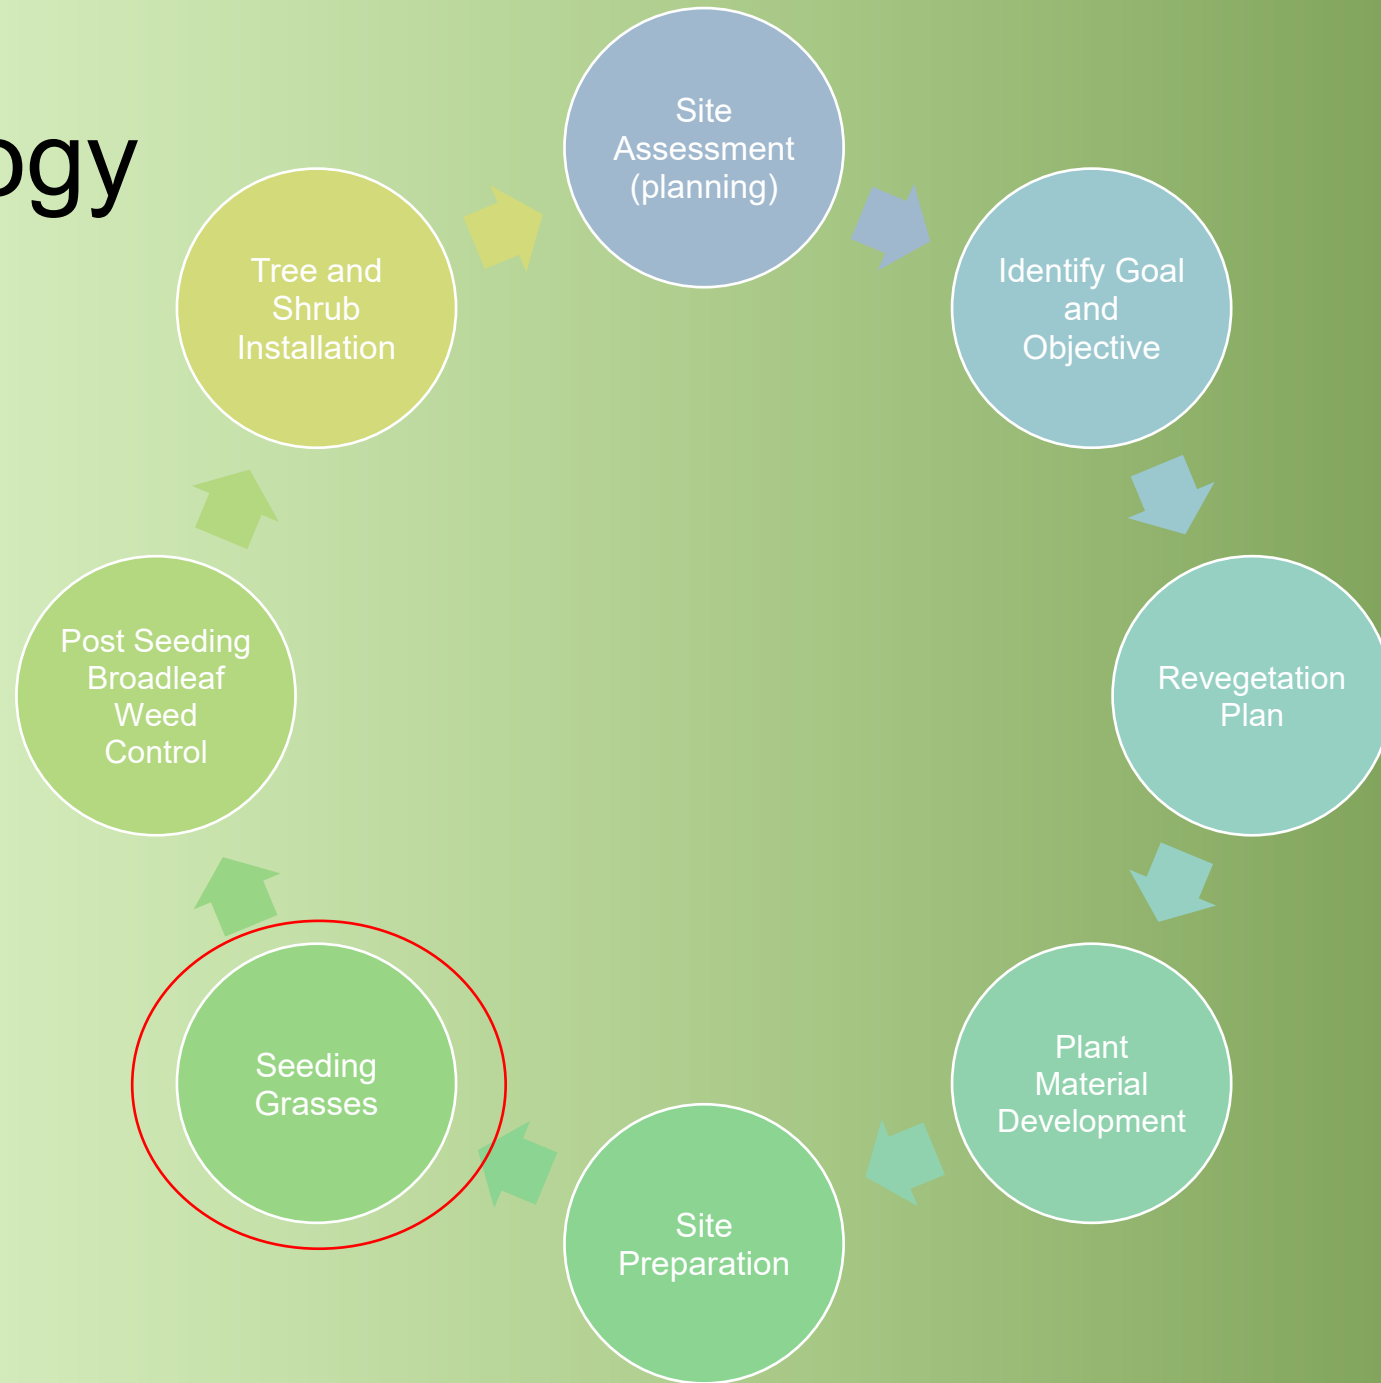 ogy
Site
Assessment
(planning)
Identify Goal
and
Objective
Revegetation
Plan
Plant
Material
Development
Site
Preparation
Seeding
Grasses
Post Seeding
Broadleaf
Weed
Control
Tree and
Shrub
Installation